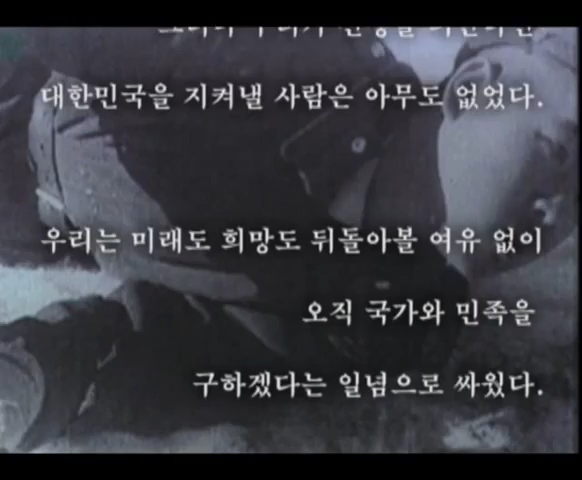 대한민국을 지켜낼 사람은 아무도 없었다.
우리는 미래도 희망도 뒤돌아볼 여유 없이
오직 국가와 민족을
구하겠다는 일념으로 싸웠다.